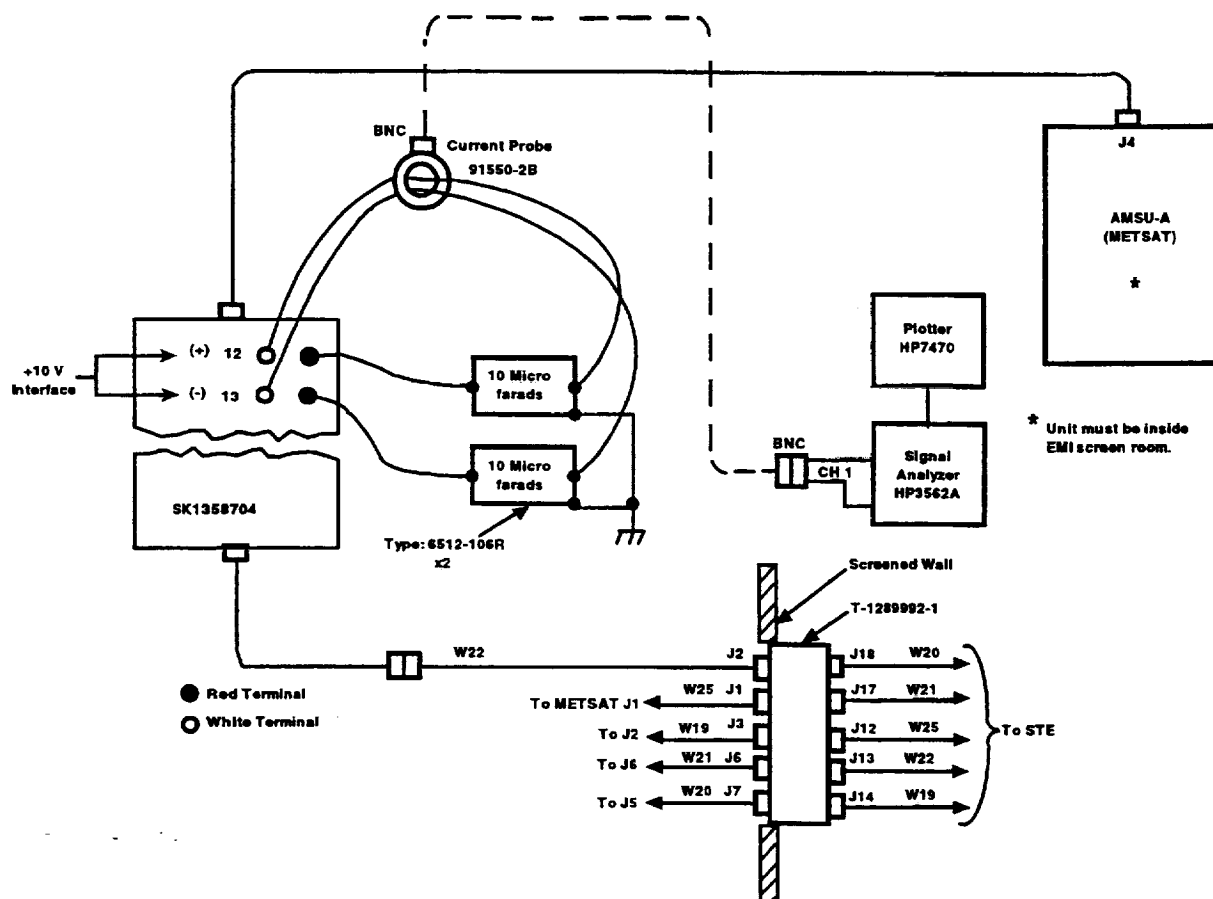 BNC
Current Probe
91550-2B
J4
AMSU-A
(METSAT)
*
(+) 12
(-) 13
+10 V
Interface
10 Micro
farads
10 Micro
farads
Plotter
HP7470
* Unit must be inside
EMI screen room.
BNC
CH 1
Signal
Analyzer
HP3562A
SK1358704
Type: 6512-106R
x2
Screened Wall
T-1289992-1
W22
J2
J18 W20
Red Terminal
White Terminal
To METSAT J1
W25 J1
J17 W21
To J2
W19 J3
J12 W25
To STE
To J6
W21 J6
J13 W22
To J5
W20 J7
J14 W19